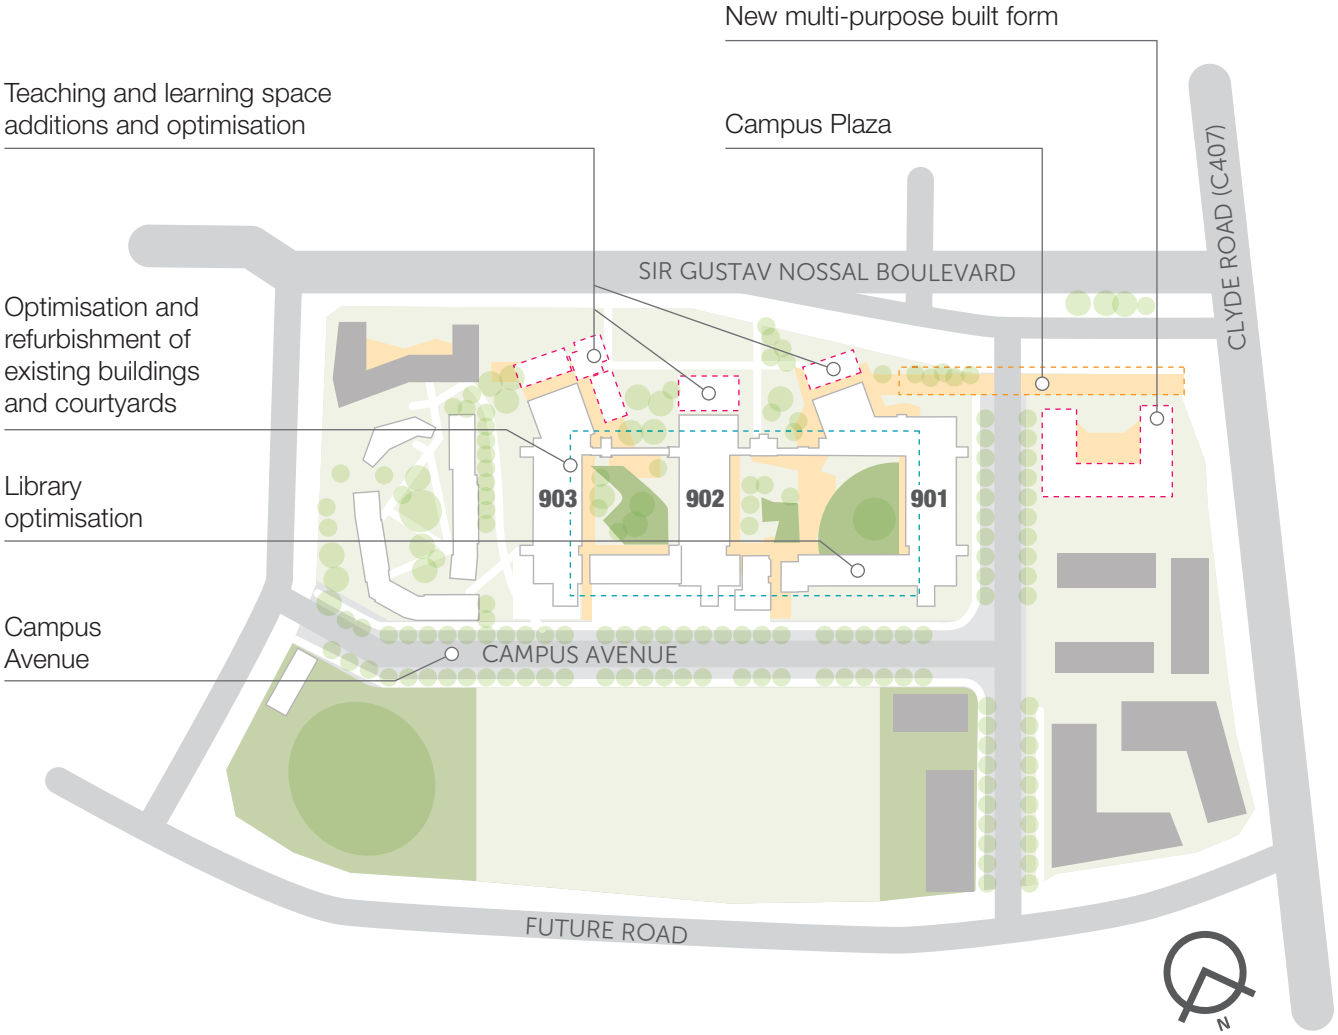 New multi-purpose built form
Teaching and learning space
additions and optimisation
Campus Plaza
CLYDE ROAD (C407)
SIR GUSTAV NOSSAL BOULEVARD
Optimisation and
refurbishment of
existing buildings
and courtyards
Library
optimisation
903
902
901
Campus
Avenue
CAMPUS AVENUE
FUTURE ROAD
N